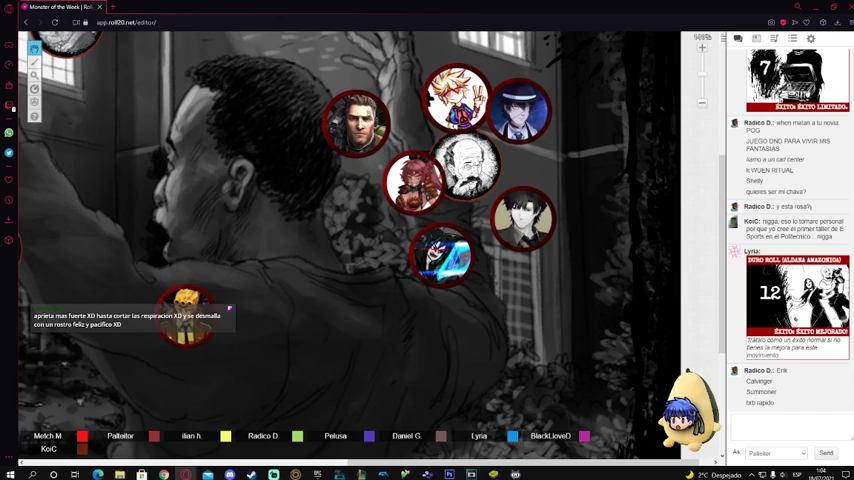 Monster of the Week | Roll
app.roll20.net/editor/
7
ÉXITO: ÉXITO LIMITADO.
Radico D.: when matan a tu novia:
POG
JUEGO DND PARA VIVIR MIS
FANTASIAS
llamo a un call center
k WUEN RITUAL
Shelly
quieres ser mi chava?
Radico D.: y esta rosa?¡
KoiC: nigga, eso lo tomare personal
por que yo cree el primer taller de E-
Sports en el Politecnico ...nigga
Lyria:
DURO ROLL (ALDANA AMAZONICA)
12
ÉXITO: ÉXITO MEJORADO!
Trátalo como un éxito normal si no
tienes la mejora para este
movimiento
Radico D.: Erik
Calvinger
Summoner
brb rapido
aprieta mas fuerte XD hasta cortar las respiracion XD y se desmalla
con un rostro feliz y pacifico XD
Metch M.
Palteitor
ilian h.
Radico D.
Pelusa
Daniel G.
Lyria
BlackLloveD
KoiC
As:
Palteitor
Send
2°C Despejado
ESP
1:04
18/07/2021